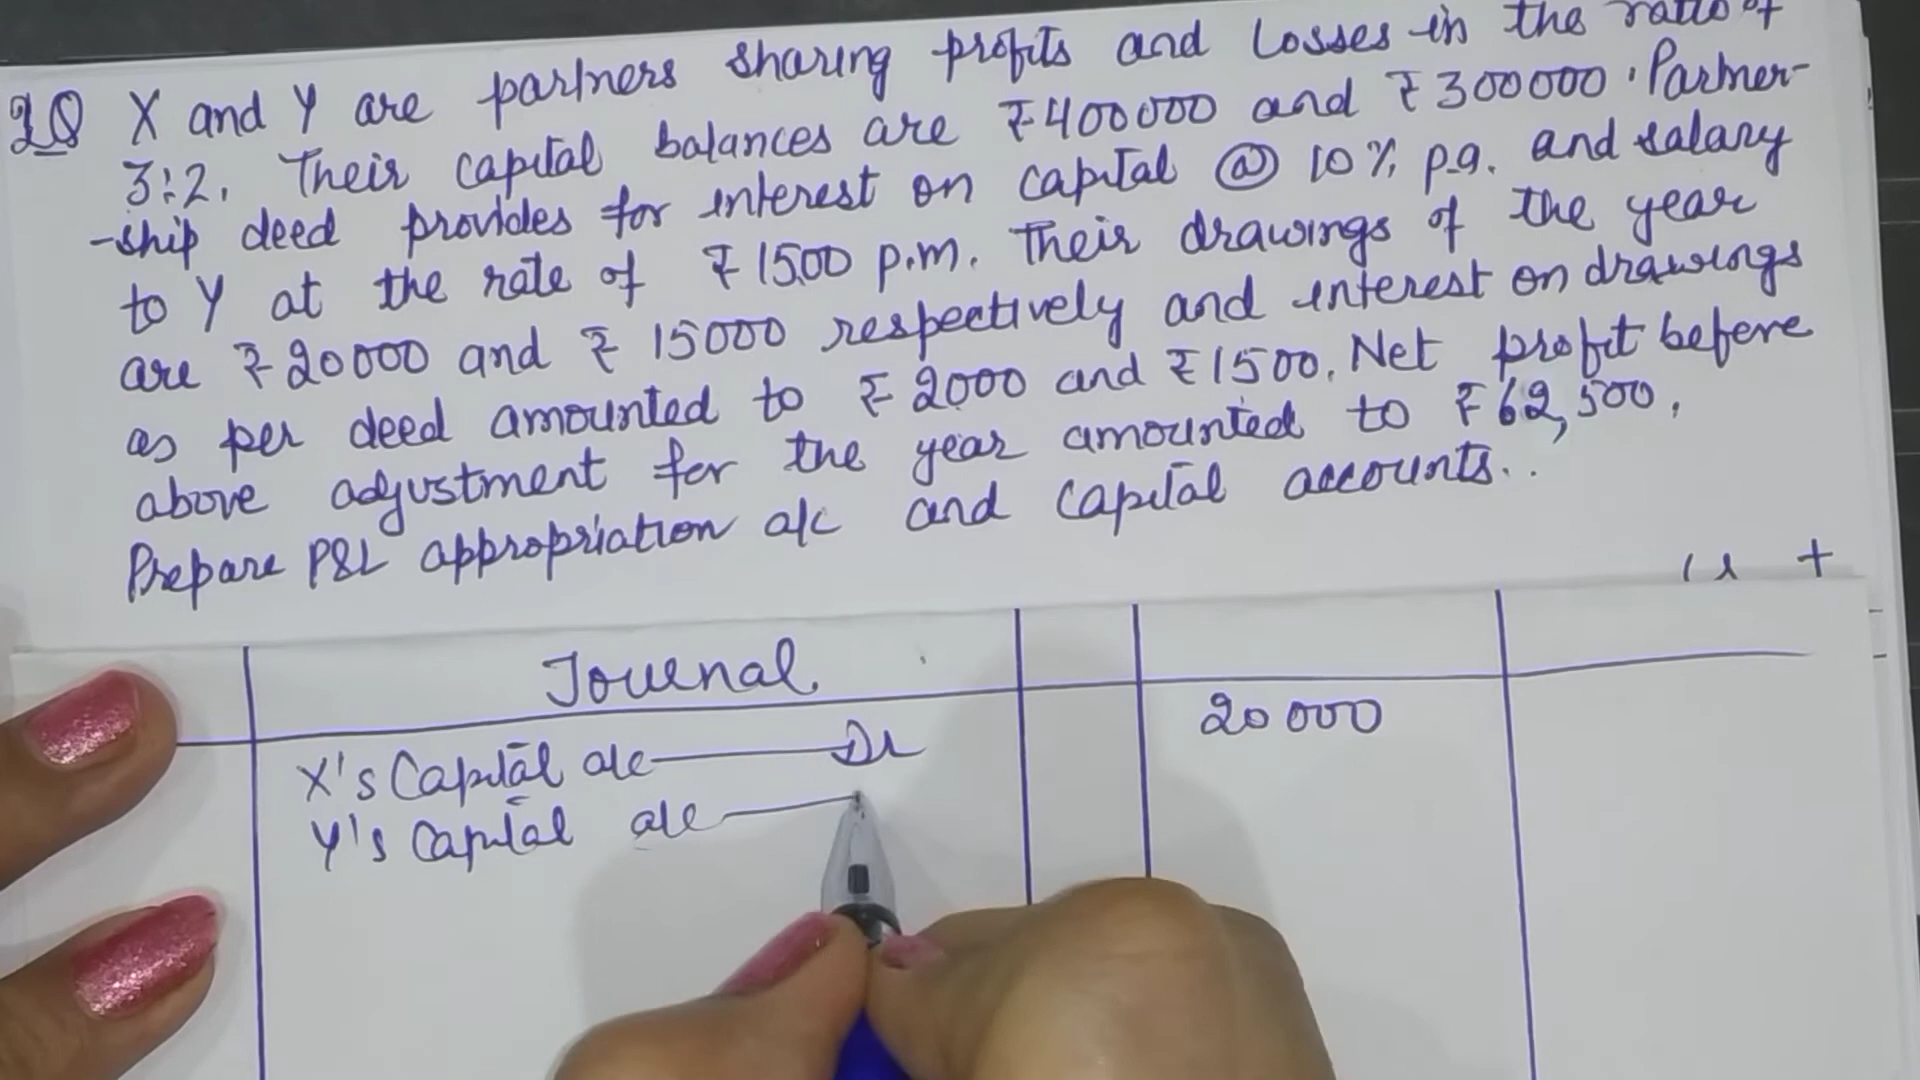 2Q X and Y are partners sharing profits and Losses in the ratio of
3:2. Their capital balances are ₹400000 and ₹300000. Partner-
-ship deed provides for interest on capital @ 10% p.a. and salary
to Y at the rate of ₹1500 p.m. Their drawings of the year
are ₹20000 and ₹15000 respectively and interest on drawings
as per deed amounted to ₹2000 and ₹1500. Net profit before
above adjustment for the year amounted to ₹62,500.
Prepare P&L appropriation a/c and capital accounts..
Journal
X's Capital a/c Dr 20000
Y's Capital a/c